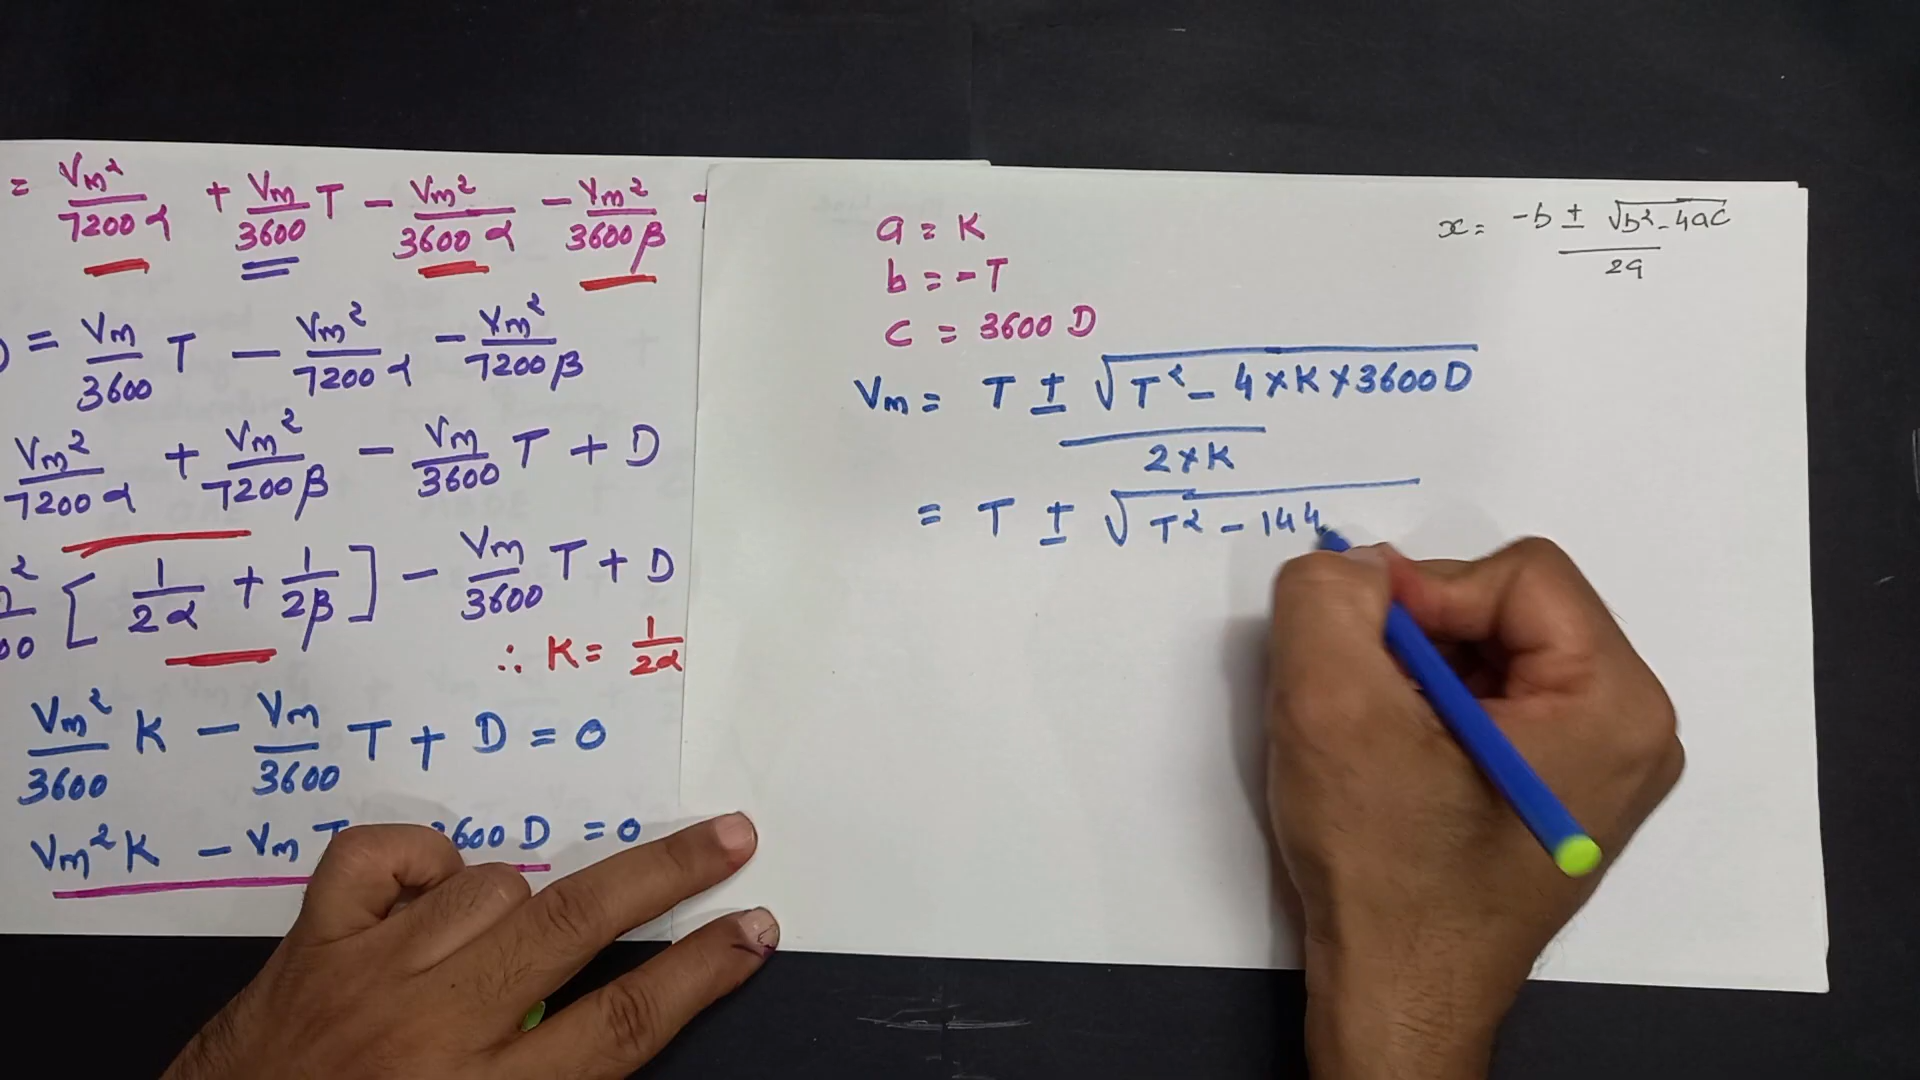 = Vm²/7200α + Vm/3600 T - Vm²/3600α - Vm²/3600β -
= Vm/3600 T - Vm²/7200α - Vm²/7200β
Vm²/7200α + Vm²/7200β - Vm/3600 T + D
[1/2α + 1/2β] - Vm/3600 T + D
∴ K = 1/2α
Vm²/3600 K - Vm/3600 T + D = 0
Vm²K - Vm T 3600 D = 0
x = -b ± √b² - 4ac / 2a
a = K
b = -T
c = 3600 D
Vm = T ± √T² - 4×K×3600D / 2×K
= T ± √T² - 144